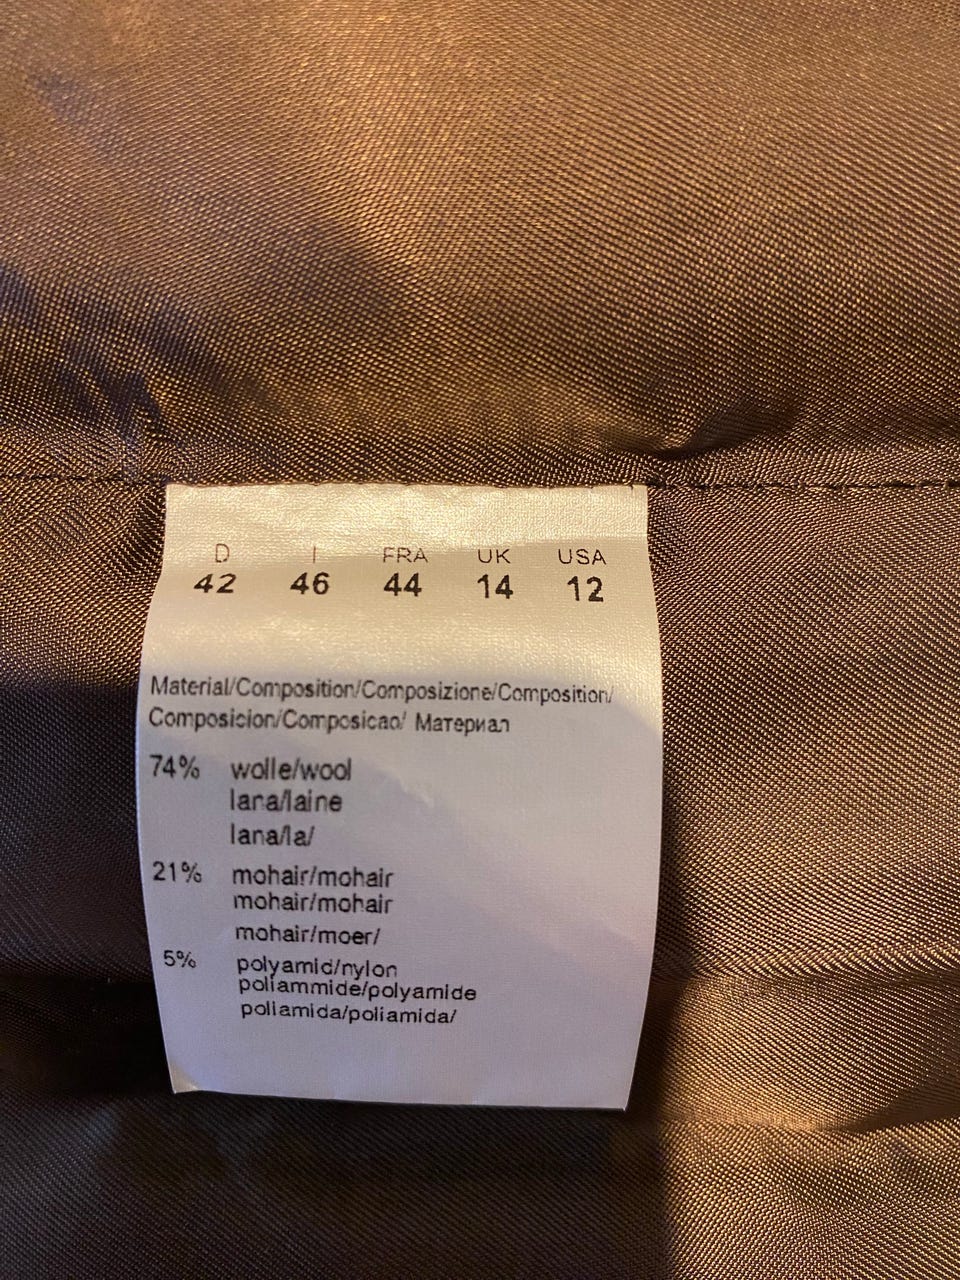 D I FRA UK USA
42 46 44 14 12
Material/Composition/Composizione/Composition/
Composicion/Composicao/ Материал
74% wolle/wool
lana/laine
lana/la/
21% mohair/mohair
mohair/mohair
mohair/moer/
5% polyamid/nylon
poliammide/polyamide
poliamida/poliamida/